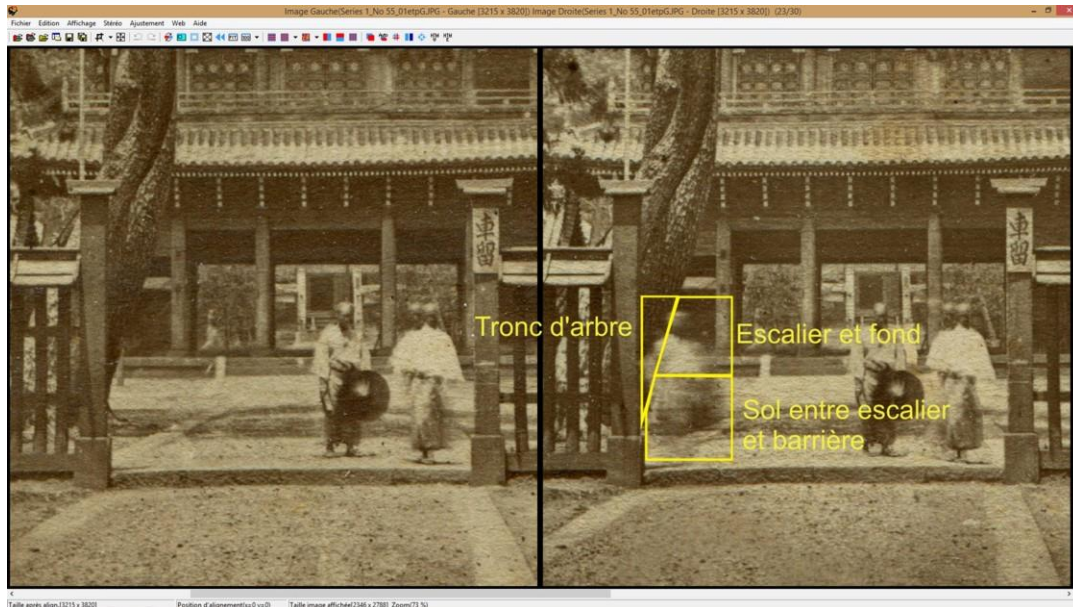 Image Gauche(Series 1_No 55_01etpG.JPG - Gauche [3215 x 3820]) Image Droite(Series 1_No 55_01etpG.JPG - Droite [3215 x 3820]) (23/30)
Fichier Edition Affichage Stéréo Ajustement Web Aide
車留
車留
Tronc d'arbre
Escalier et fond
Sol entre escalier
et barrière
Taille après align.[3215 x 3820] Position d'alignement(x=0 y=0) Taille image affichée[2346 x 2788] Zoom(73 %)